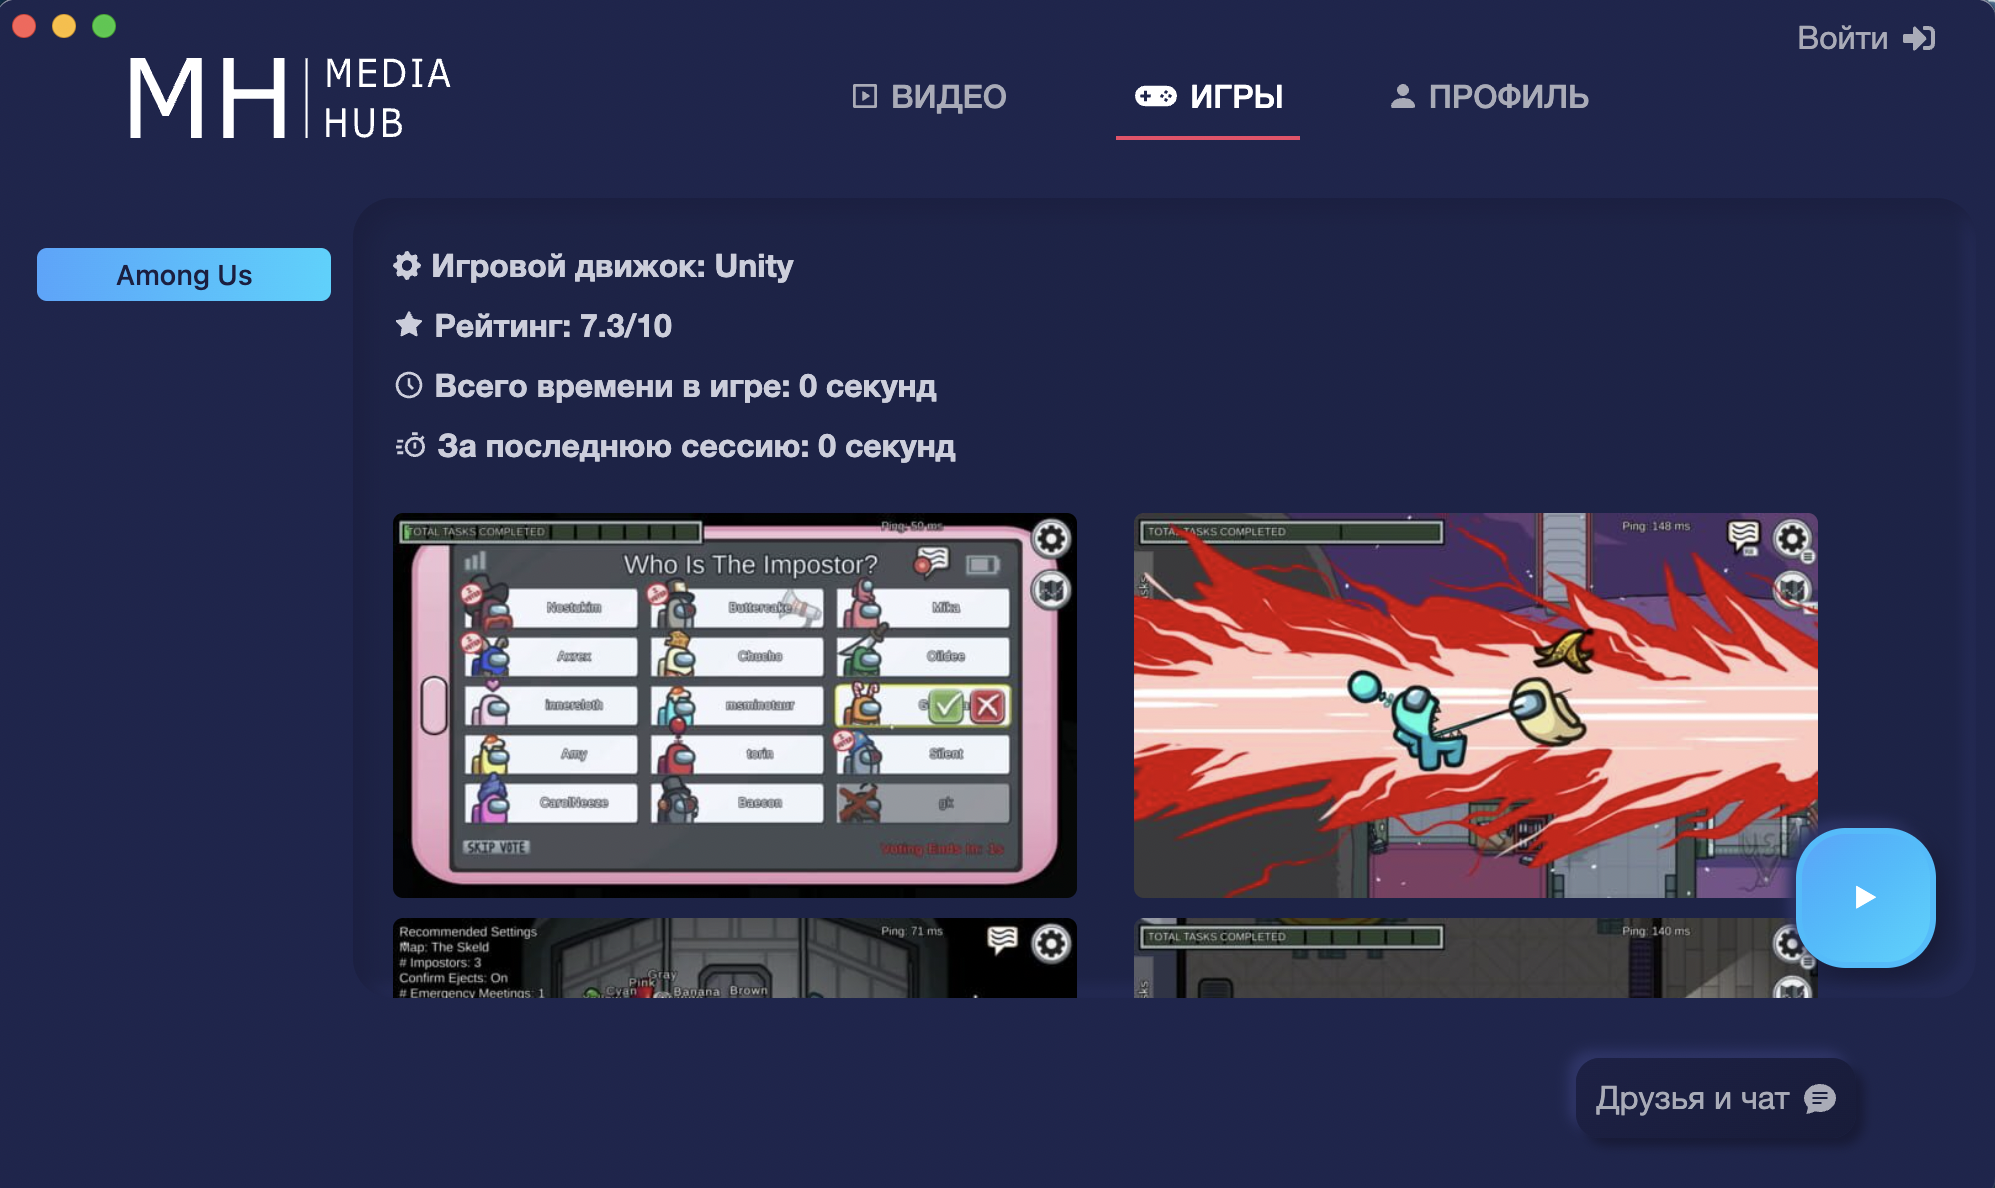 Войти
MH
MEDIA
HUB
ВИДЕО
ИГРЫ
ПРОФИЛЬ
Among Us
Игровой движок: Unity
Рейтинг: 7.3/10
Всего времени в игре: 0 секунд
За последнюю сессию: 0 секунд
TOTAL TASKS COMPLETED
Ping: 50 ms
Who Is The Impostor?
Nostukim
Buttercake
Mika
Axrex
Chucho
Oildee
innersloth
msminotaur
Amy
torin
Silent
CarolNeeze
Baecon
gk
SKIP VOTE
Voting Ends In: 1s
TOTAL TASKS COMPLETED
Ping: 148 ms
Recommended Settings
Map: The Skeld
# Impostors: 3
Confirm Ejects: On
# Emergency Meetings: 1
Ping: 71 ms
Gray
Pink
Cyan
Banana
Brown
TOTAL TASKS COMPLETED
Ping: 140 ms
Друзья и чат